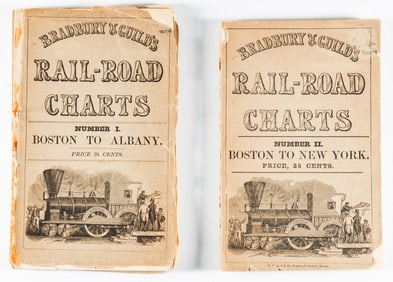 BRADBURY & GUILD'S
RAIL-ROAD
CHARTS
NUMBER I.
BOSTON TO ALBANY.
PRICE 25 CENTS.
BRADBURY & GUILD'S
RAIL-ROAD
CHARTS
NUMBER II.
BOSTON TO NEW YORK.
PRICE, 25 CENTS.